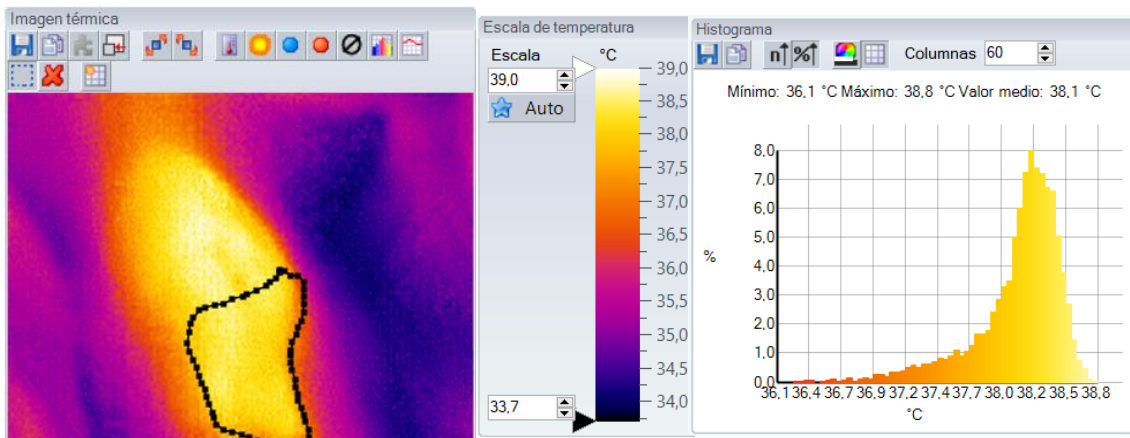 Imagen térmica
Escala de temperatura
Escala
°C
39,0
Auto
33,7
39,0
38,5
38,0
37,5
37,0
36,5
36,0
35,5
35,0
34,5
34,0
Histograma
n %
Columnas 60
Mínimo: 36,1 °C Máximo: 38,8 °C Valor medio: 38,1 °C
8.0
7.0
6.0
5.0
%
4.0
3.0
2.0
1.0
0.0
36,1 36,4 36,7 36,9 37,2 37,4 37,7 38,0 38,2 38,5 38,8
°C